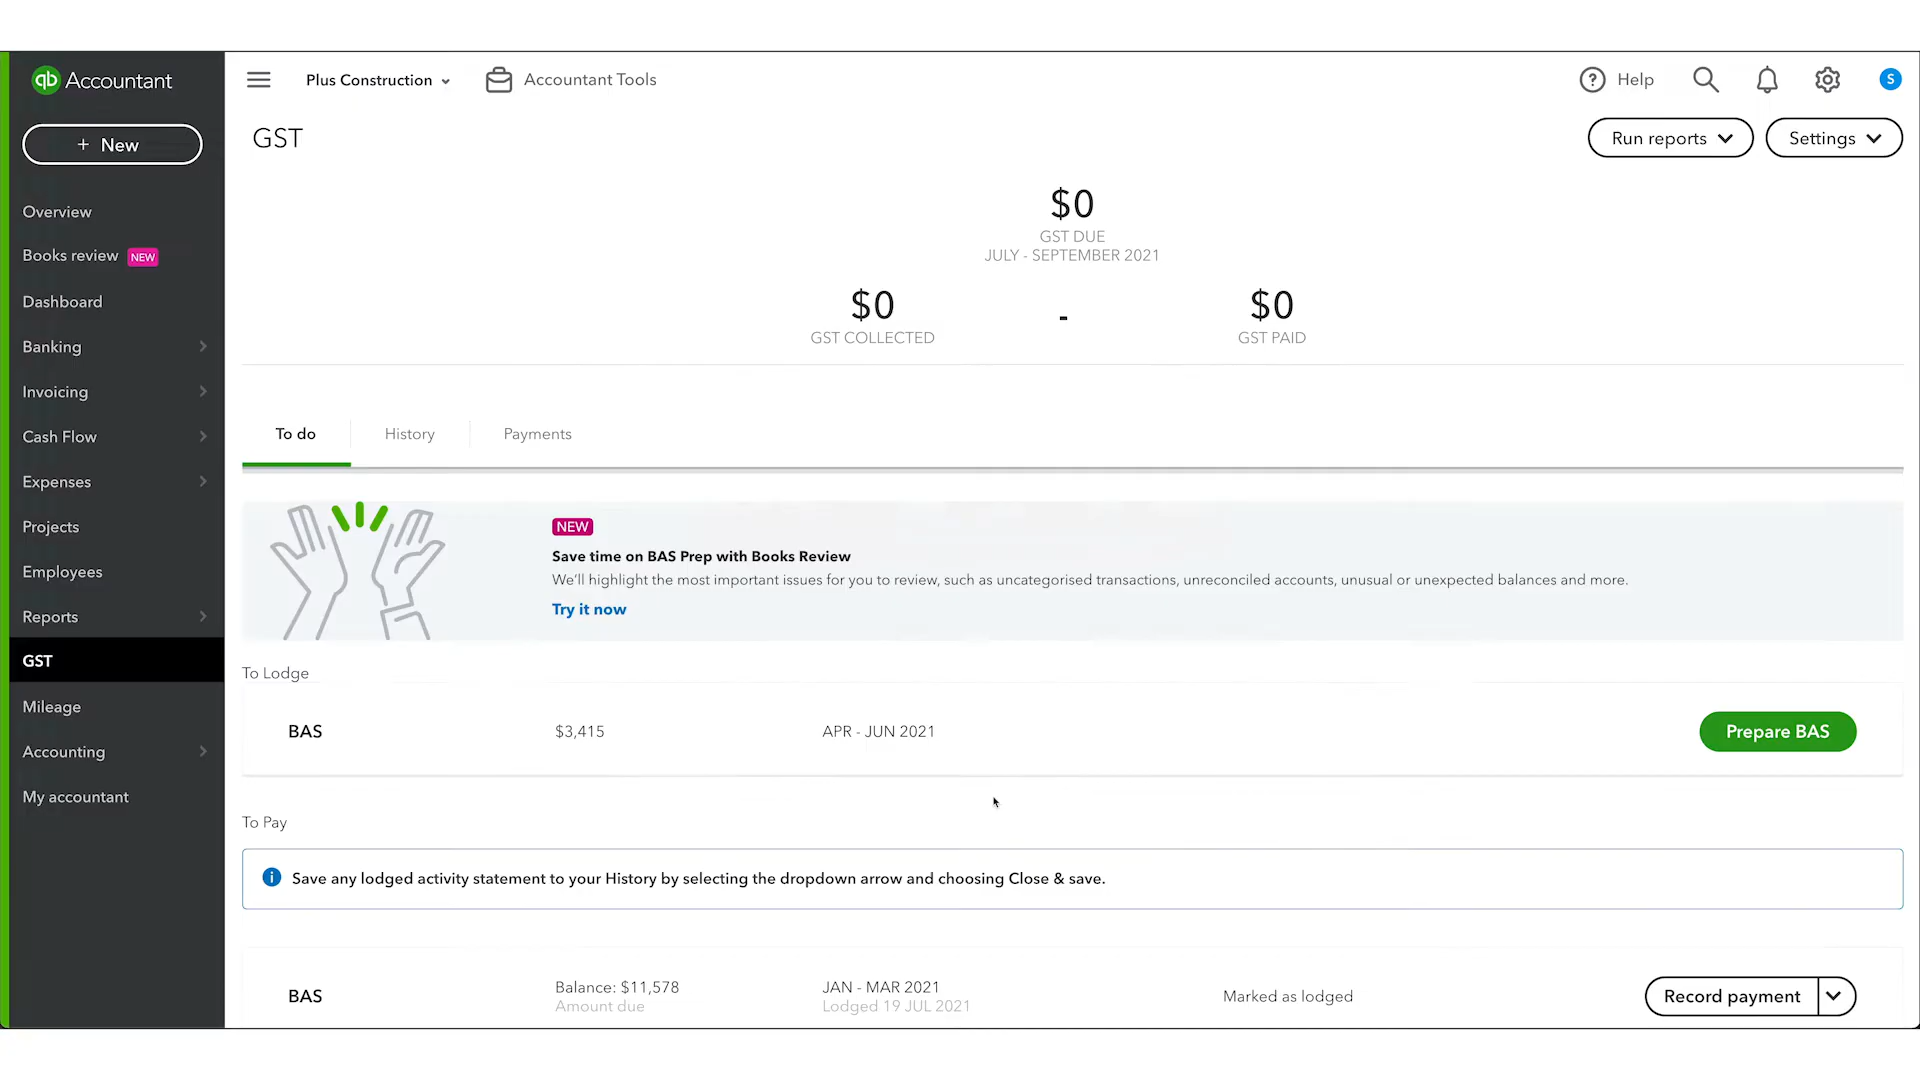 qb Accountant
+ New
Overview
Books review NEW
Dashboard
Banking
Invoicing
Cash Flow
Expenses
Projects
Employees
Reports
GST
Mileage
Accounting
My accountant
Plus Construction
Accountant Tools
? Help
S
GST
Run reports
Settings
$0
GST DUE
JULY - SEPTEMBER 2021
$0 - $0
GST COLLECTED GST PAID
To do History Payments
NEW
Save time on BAS Prep with Books Review
We'll highlight the most important issues for you to review, such as uncategorised transactions, unreconciled accounts, unusual or unexpected balances and more.
Try it now
To Lodge
BAS $3,415 APR - JUN 2021 Prepare BAS
To Pay
i Save any lodged activity statement to your History by selecting the dropdown arrow and choosing Close & save.
BAS
Balance: $11,578
Amount due
JAN - MAR 2021
Lodged 19 JUL 2021
Marked as lodged
Record payment